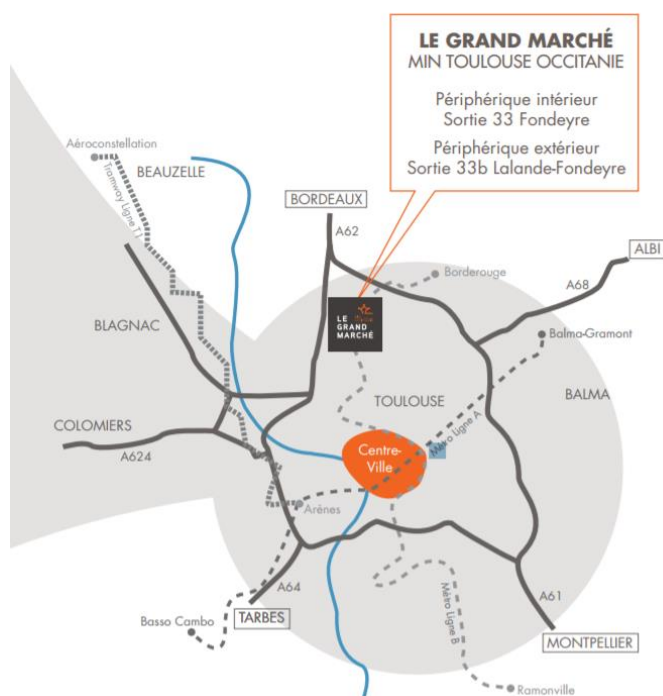 LE GRAND MARCHÉ
MIN TOULOUSE OCCITANIE
Périphérique intérieur
Sortie 33 Fondeyre
Périphérique extérieur
Sortie 33b Lalande-Fondeyre
Aéroconstellation
BEAUZELLE
Tramway Ligne T1
BORDEAUX
A62
Borderouge
ALBI
A68
LE
GRAND
MARCHÉ
Balma-Gramont
BLAGNAC
TOULOUSE
BALMA
COLOMIERS
A624
Centre-
Ville
Métro Ligne A
Arènes
A64
A61
TARBES
Basso Cambo
Métro Ligne B
MONTPELLIER
Ramonville